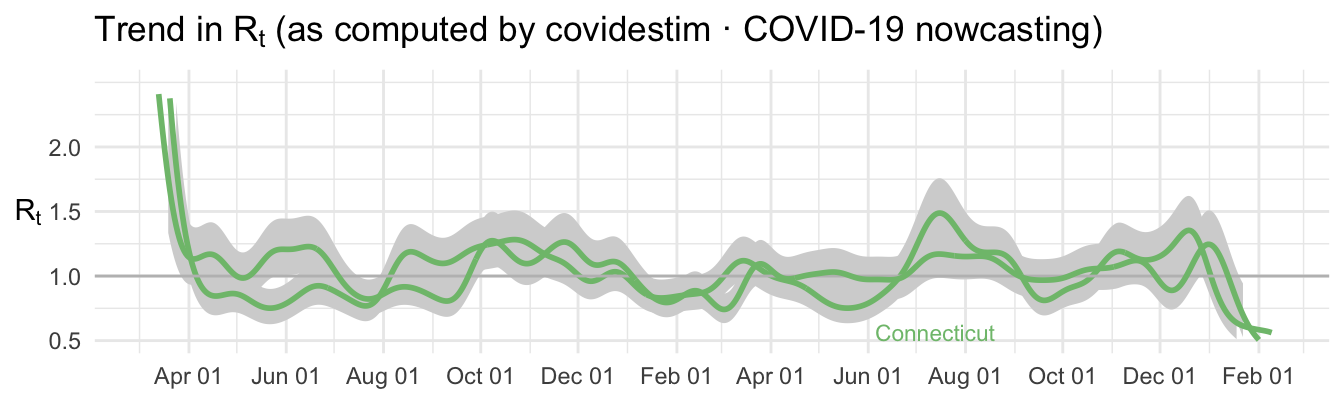 Trend in Rt (as computed by covidestim · COVID-19 nowcasting)
2.0
Rt
1.5
1.0
0.5
Connecticut
Apr 01 Jun 01 Aug 01 Oct 01 Dec 01 Feb 01 Apr 01 Jun 01 Aug 01 Oct 01 Dec 01 Feb 01